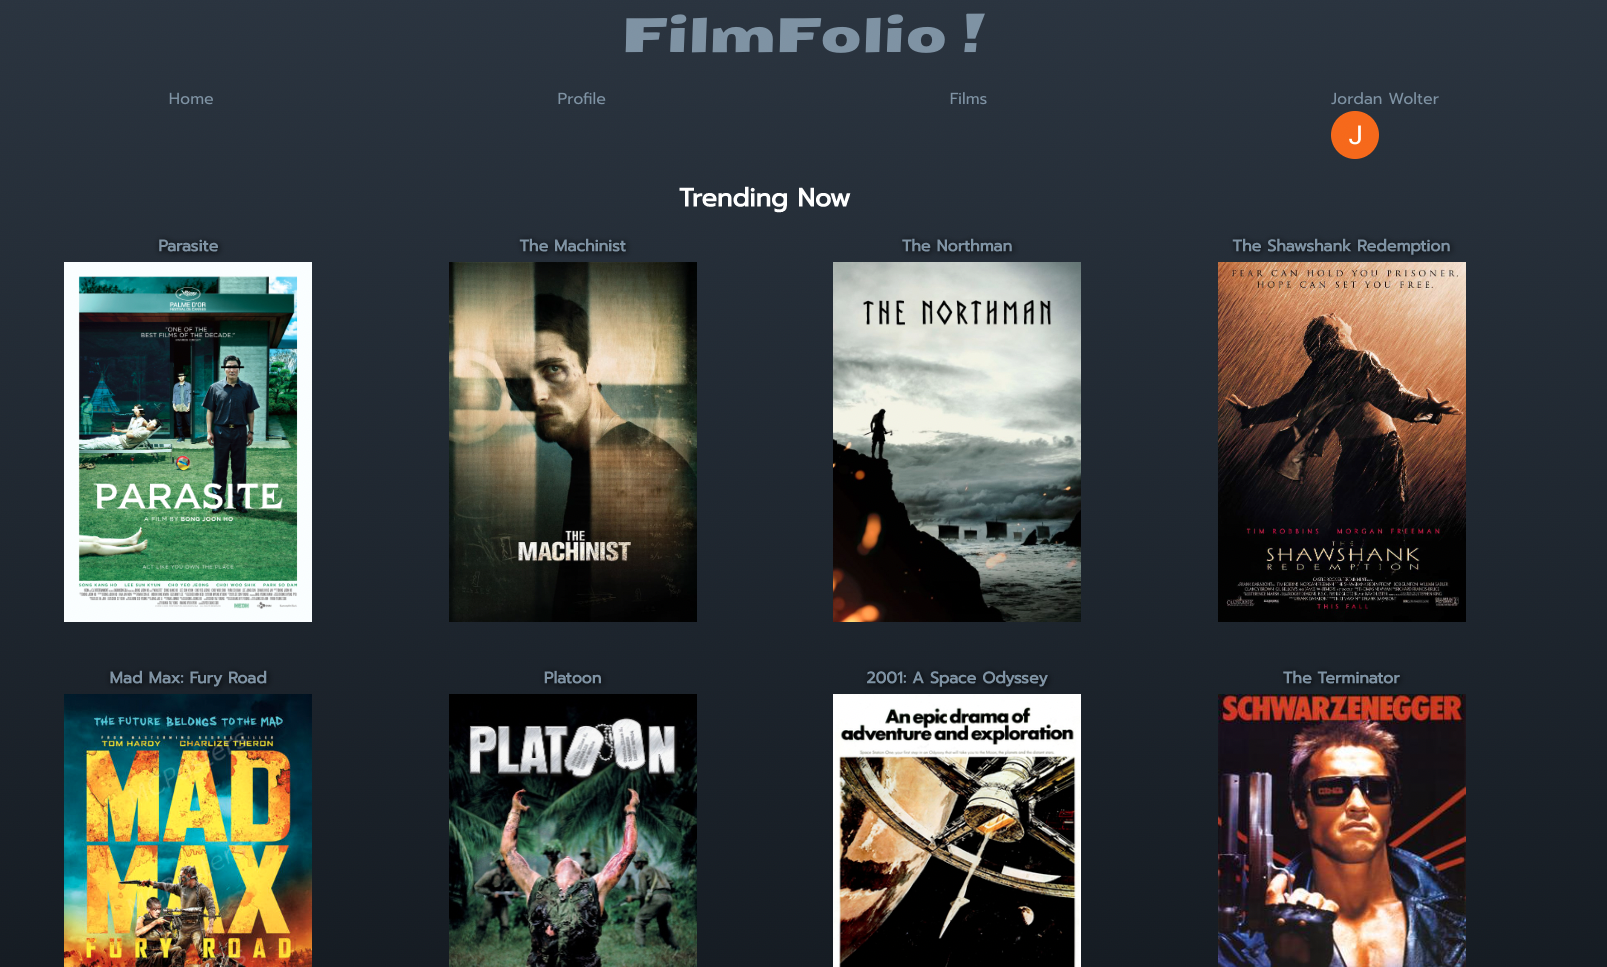 FilmFolio !
Home
Profile
Films
Jordan Wolter
J
Trending Now
Parasite
The Machinist
The Northman
The Shawshank Redemption
PALME D'OR
"ONE OF THE
BEST FILMS OF THE DECADE."
PARASITE
A FILM BY BONG JOON HO
ACT LIKE YOU OWN THE PLACE
SONG KANG HO LEE SUN KYUN CHO YEO JEONG CHOI WOO SHIK PARK SO DAM
THE
MACHINIST
THE NORTHMAN
FEAR CAN HOLD YOU PRISONER.
HOPE CAN SET YOU FREE.
TIM ROBBINS MORGAN FREEMAN
THE
SHAWSHANK
REDEMPTION
THIS FALL
Mad Max: Fury Road
Platoon
2001: A Space Odyssey
The Terminator
THE FUTURE BELONGS TO THE MAD
FROM MASTERMIND GEORGE MILLER
TOM HARDY CHARLIZE THERON
MAD
MAX
FURY ROAD
PLATOON
An epic drama of
adventure and exploration
SCHWARZENEGGER